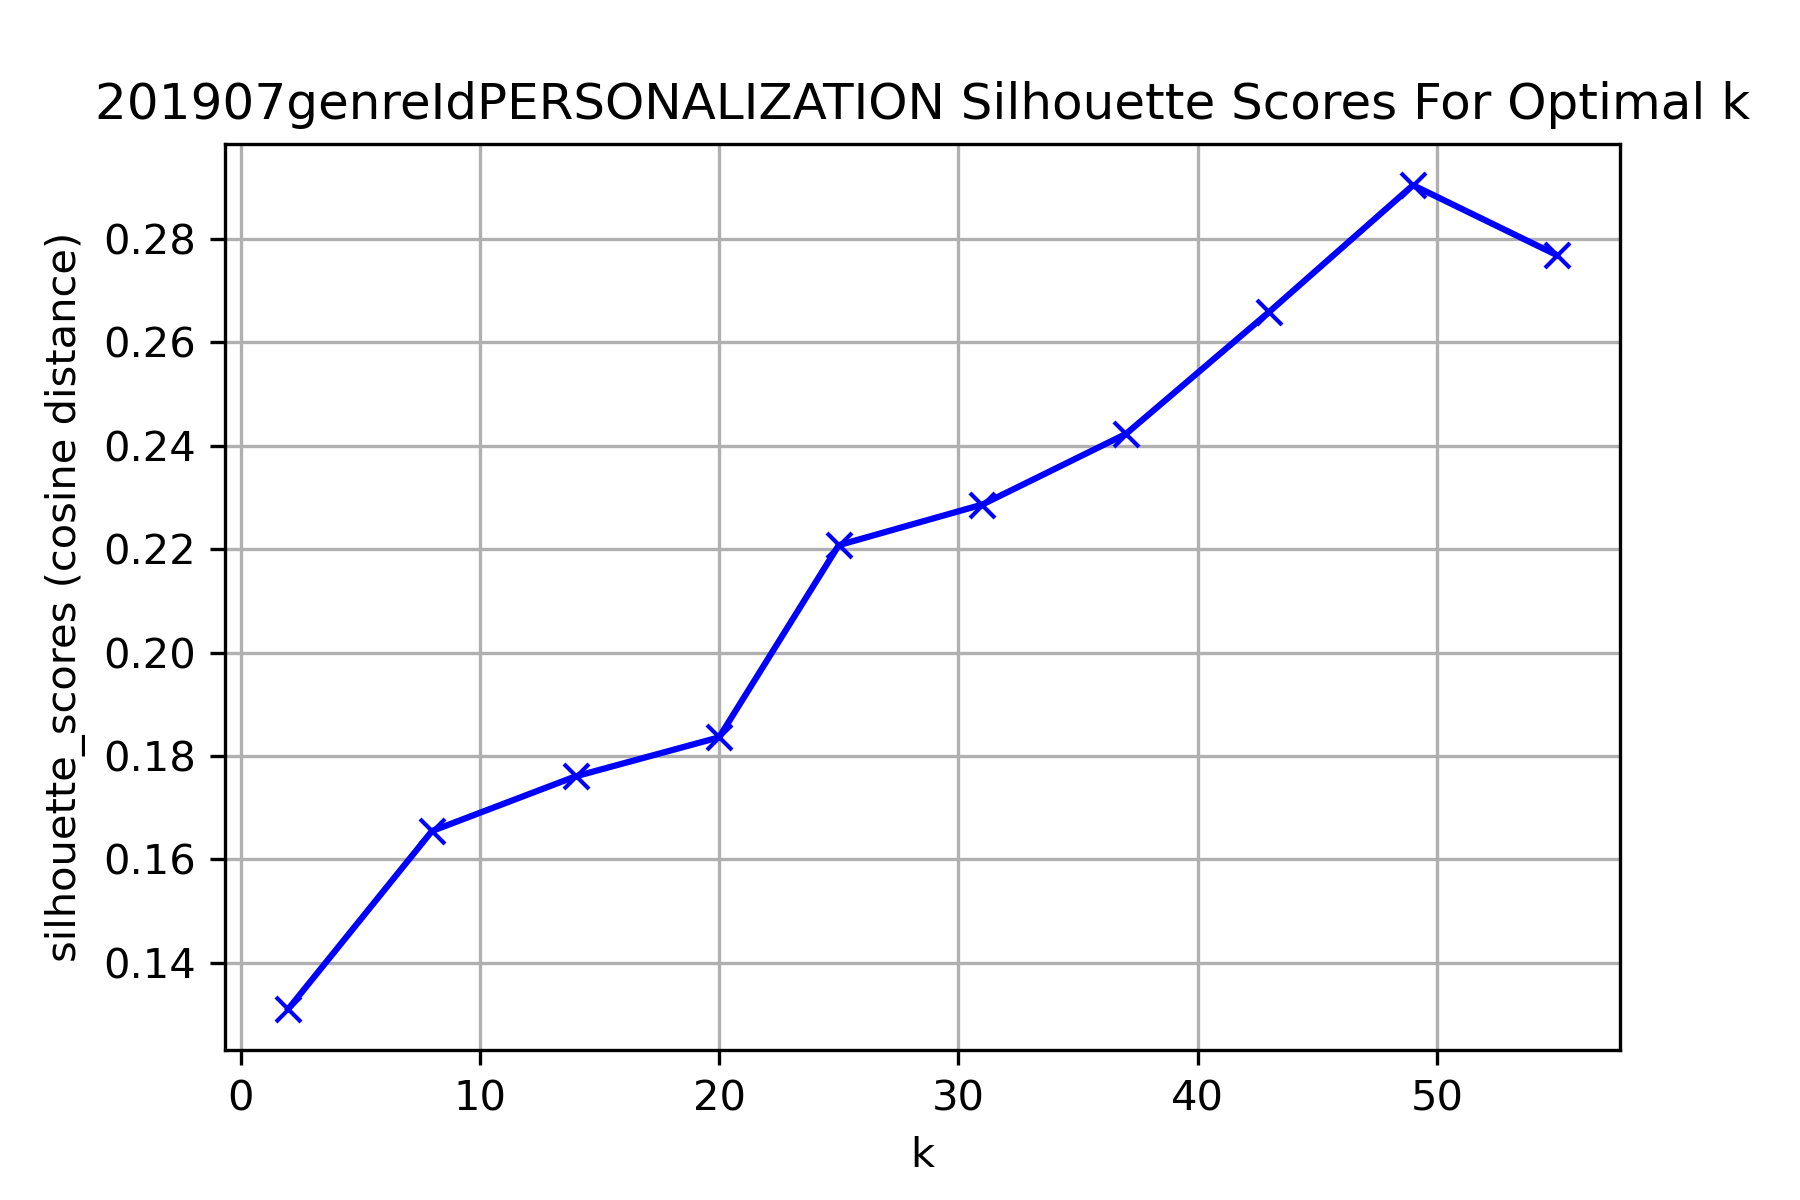 201907genreIdPERSONALIZATION Silhouette Scores For Optimal k
silhouette_scores (cosine distance)
0.28
0.26
0.24
0.22
0.20
0.18
0.16
0.14
0 10 20 30 40 50
k